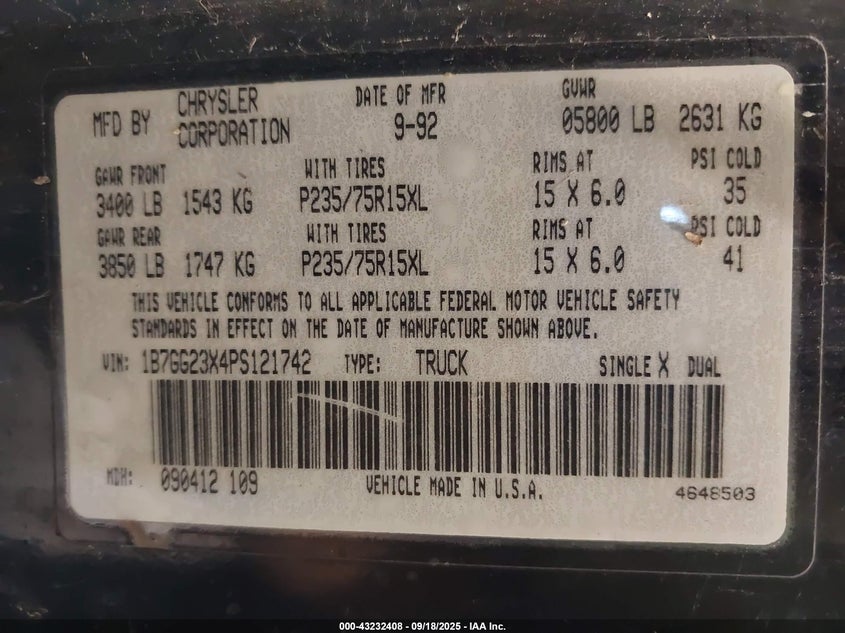 MFD BY CHRYSLER CORPORATION DATE OF MFR 9-92 GVWR 05800 LB 2631 KG
GAWR FRONT WITH TIRES RIMS AT PSI COLD
3400 LB 1543 KG P235/75R15XL 15 X 6.0 35
GAWR REAR WITH TIRES RIMS AT PSI COLD
3850 LB 1747 KG P235/75R15XL 15 X 6.0 41
THIS VEHICLE CONFORMS TO ALL APPLICABLE FEDERAL MOTOR VEHICLE SAFETY
STANDARDS IN EFFECT ON THE DATE OF MANUFACTURE SHOWN ABOVE.
VIN: 1B7GG23X4PS121742 TYPE: TRUCK SINGLE X DUAL
MDH: 090412 109 VEHICLE MADE IN U.S.A. 4648503
000-43232408 - 09/18/2025 - IAA Inc.